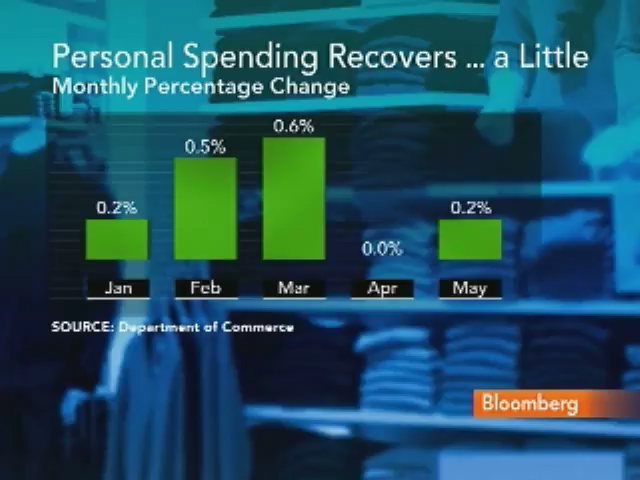 Personal Spending Recovers ... a Little
Monthly Percentage Change
0.2%
0.5%
0.6%
0.0%
0.2%
Jan
Feb
Mar
Apr
May
SOURCE: Department of Commerce
Bloomberg